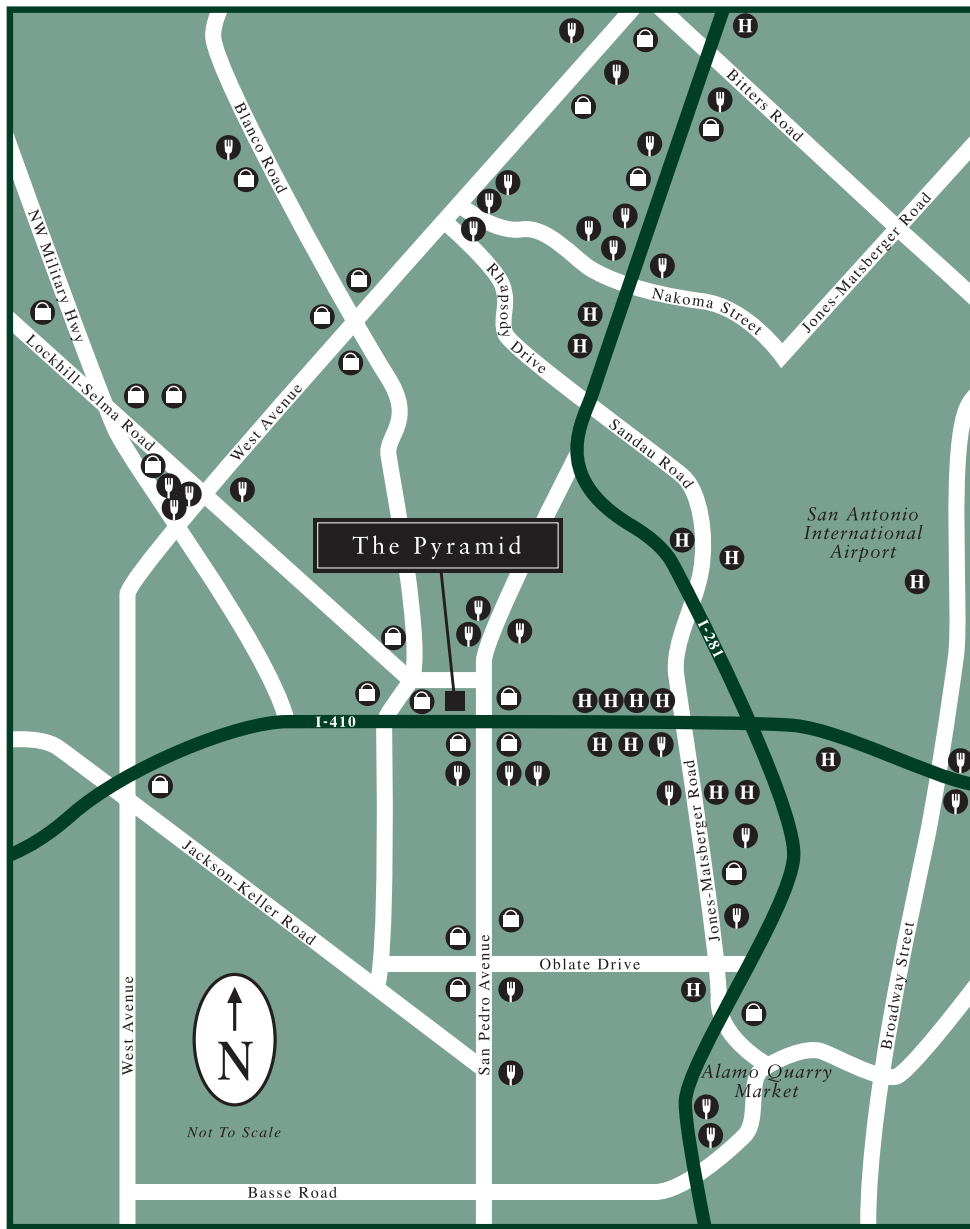 H
Bitters Road
Blanco Road
NW Military Hwy
Jones-Matsberger Road
Rhapsody Drive
Nakoma Street
H
H
Lockhill-Selma Road
West Avenue
Sandau Road
San Antonio
International
Airport
The Pyramid
H
H
H
I-281
H H H H
I-410
H H
H
H H
Jones-Matsberger Road
Jackson-Keller Road
Oblate Drive
San Pedro Avenue
West Avenue
Broadway Street
H
N
Alamo Quarry
Market
Not To Scale
Basse Road